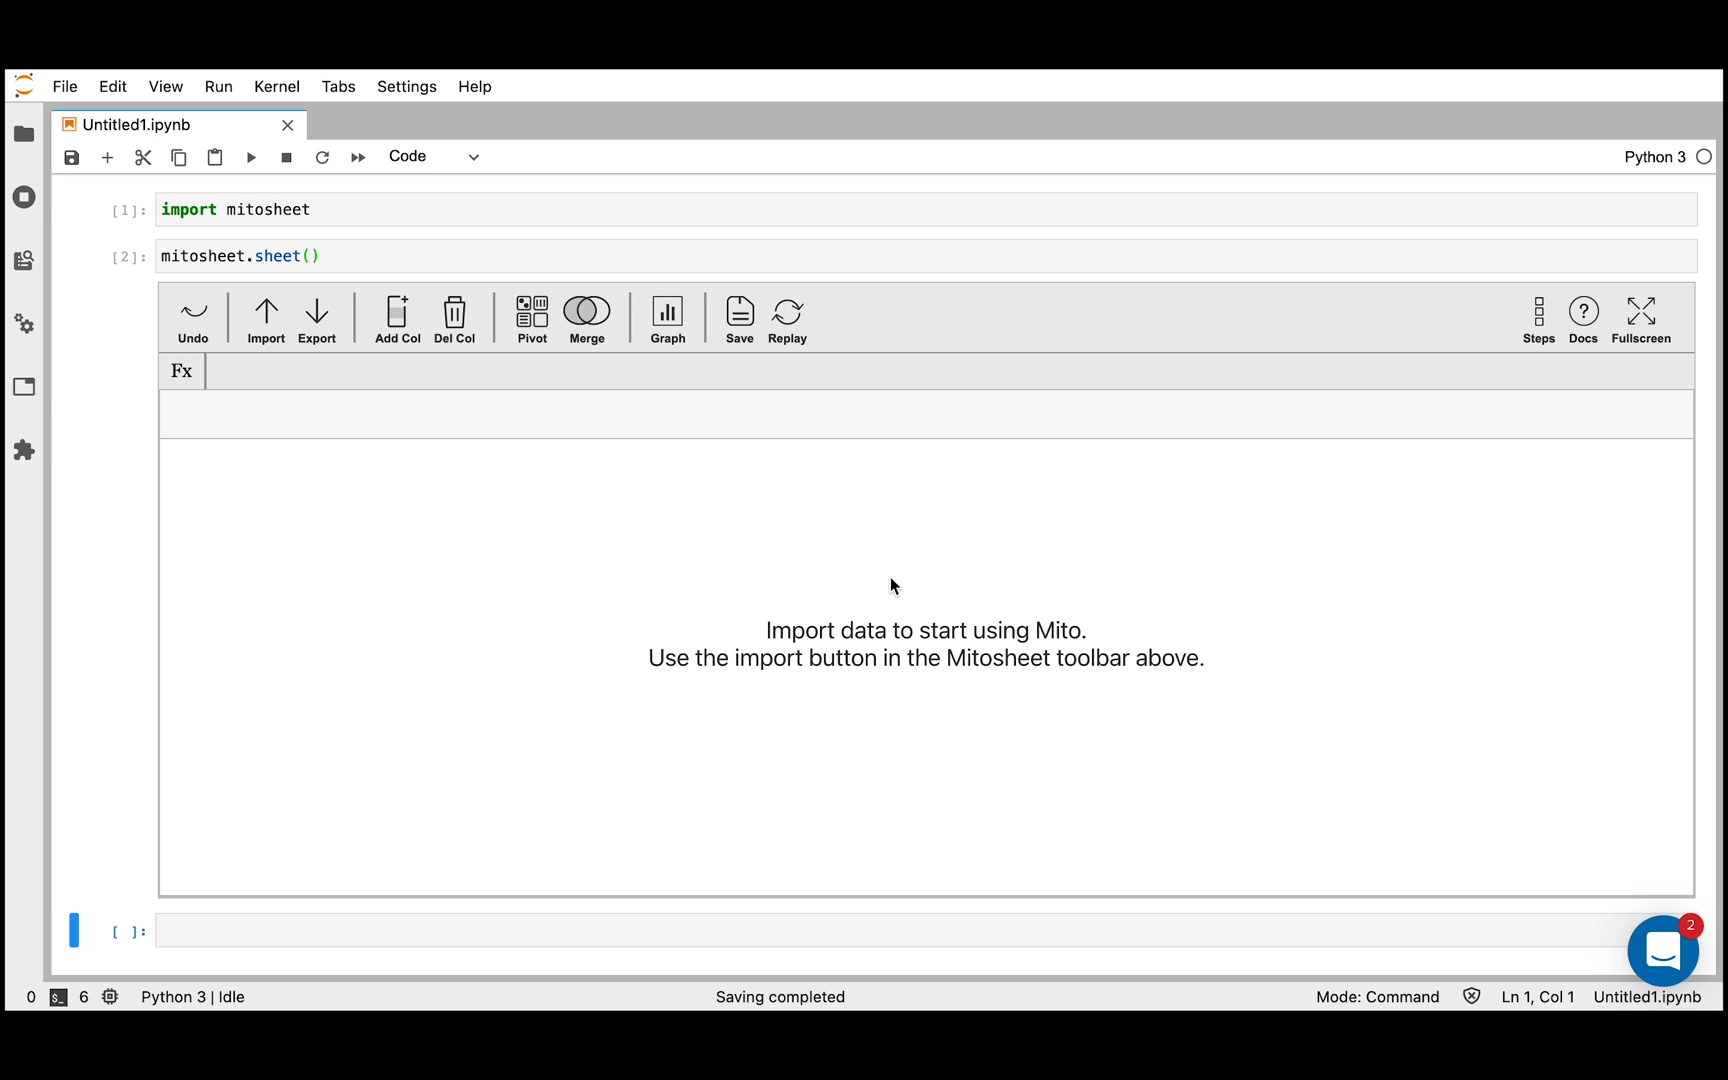 File Edit View Run Kernel Tabs Settings Help
Untitled1.ipynb
Code Python 3
[1]: import mitosheet
[2]: mitosheet.sheet()
Undo Import Export Add Col Del Col Pivot Merge Graph Save Replay Steps ? Docs Fullscreen
Fx
Import data to start using Mito.
Use the import button in the Mitosheet toolbar above.
[ ]:
2
0 $_ 6 Python 3 | Idle Saving completed Mode: Command Ln 1, Col 1 Untitled1.ipynb